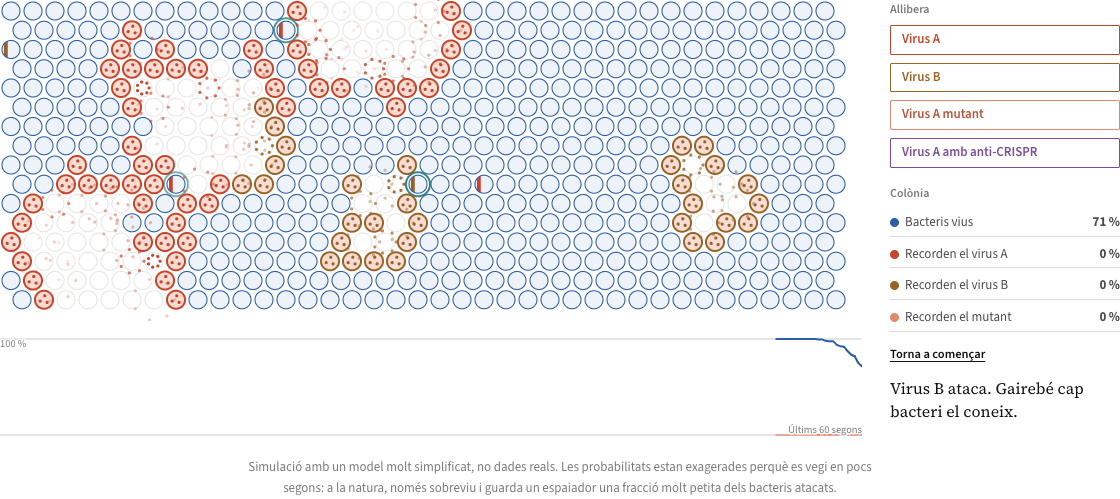 Allibera
Virus A
Virus B
Virus A mutant
Virus A amb anti-CRISPR
Colònia
Bacteris vius 71 %
Recorden el virus A 0 %
Recorden el virus B 0 %
Recorden el mutant 0 %
Torna a començar
Virus B ataca. Gairebé cap
bacteri el coneix.
100 %
Últims 60 segons
Simulació amb un model molt simplificat, no dades reals. Les probabilitats estan exagerades perquè es vegi en pocs
segons: a la natura, només sobreviu i guarda un espaiador una fracció molt petita dels bacteris atacats.